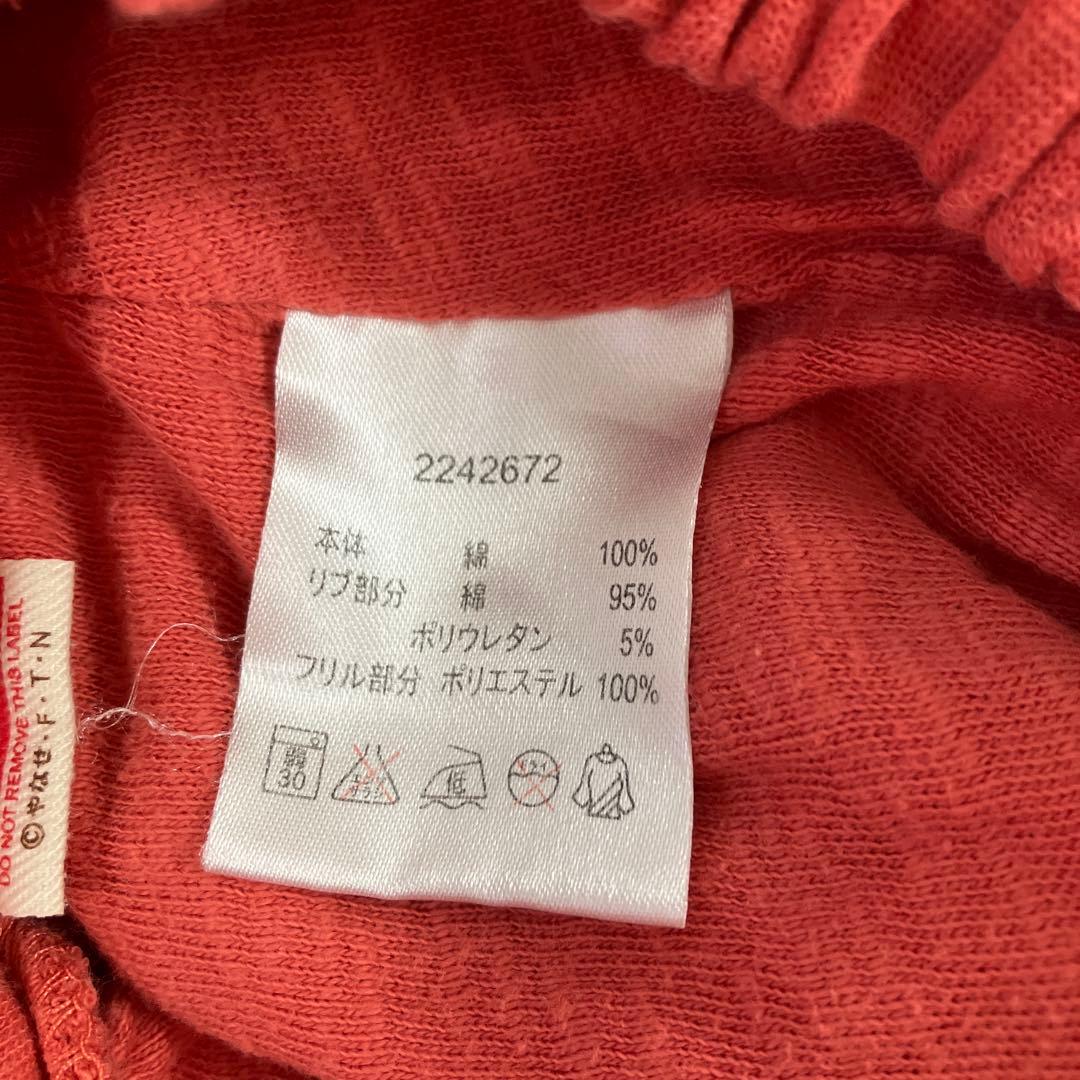 2242672
本体 綿 100%
リブ部分 綿 95%
ポリウレタン 5%
フリル部分 ポリエステル 100%
30
低
DO NOT REMOVE THIS LABEL
©やなせ・F・T・N